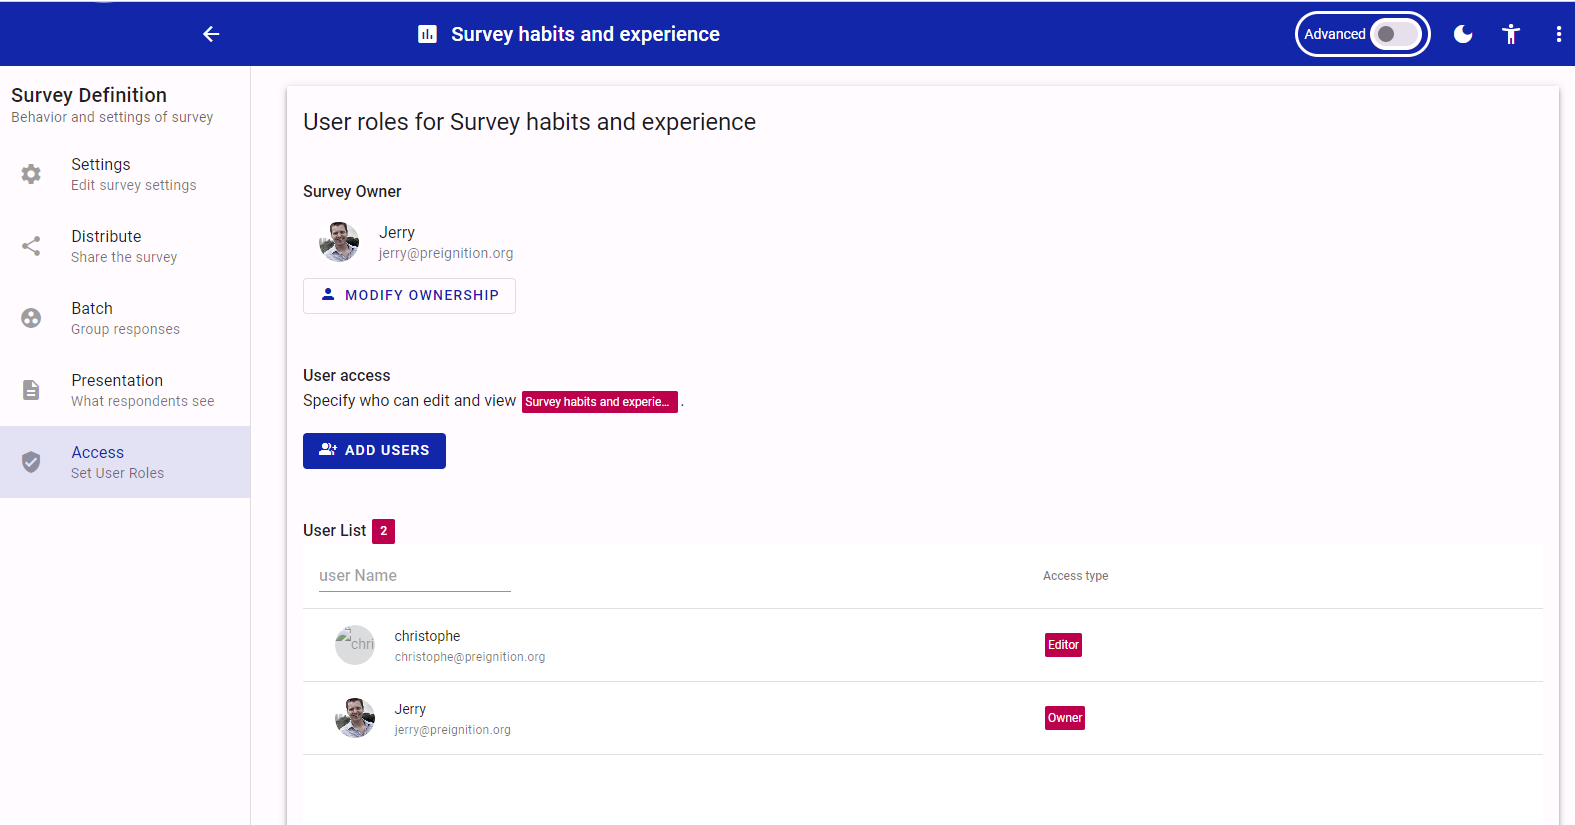 Survey habits and experience
Advanced
Survey Definition
Behavior and settings of survey
Settings
Edit survey settings
Distribute
Share the survey
Batch
Group responses
Presentation
What respondents see
Access
Set User Roles
User roles for Survey habits and experience
Survey Owner
Jerry
jerry@preignition.org
MODIFY OWNERSHIP
User access
Specify who can edit and view Survey habits and experie... .
ADD USERS
User List 2
user Name
Access type
chri
christophe
christophe@preignition.org
Editor
Jerry
jerry@preignition.org
Owner